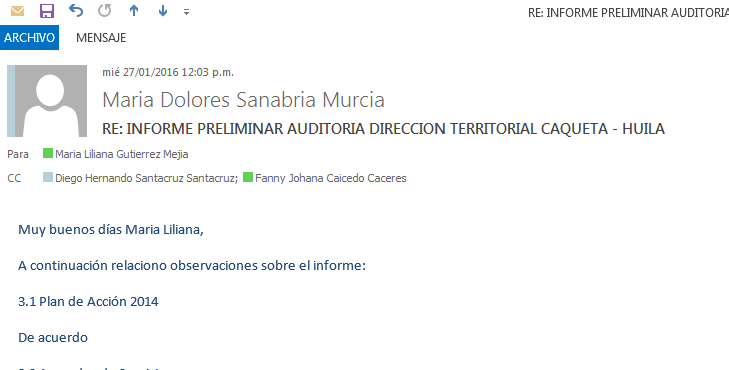 RE: INFORME PRELIMINAR AUDITORIA
ARCHIVO MENSAJE
mié 27/01/2016 12:03 p.m.
Maria Dolores Sanabria Murcia
RE: INFORME PRELIMINAR AUDITORIA DIRECCION TERRITORIAL CAQUETA - HUILA
Para Maria Liliana Gutierrez Mejia
CC Diego Hernando Santacruz Santacruz; Fanny Johana Caicedo Caceres
Muy buenos días Maria Liliana,
A continuación relaciono observaciones sobre el informe:
3.1 Plan de Acción 2014
De acuerdo